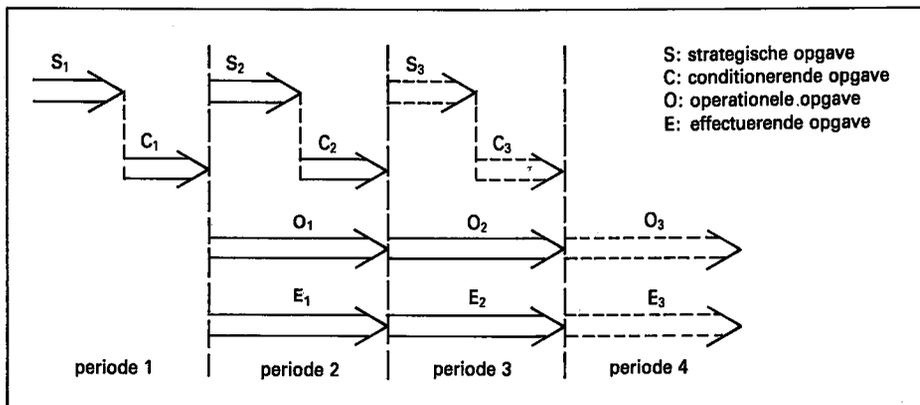 S₁
S₂
S₃
S: strategische opgave
C: conditionerende opgave
O: operationele opgave
E: effectuerende opgave
C₁
C₂
C₃
O₁
O₂
O₃
E₁
E₂
E₃
periode 1
periode 2
periode 3
periode 4